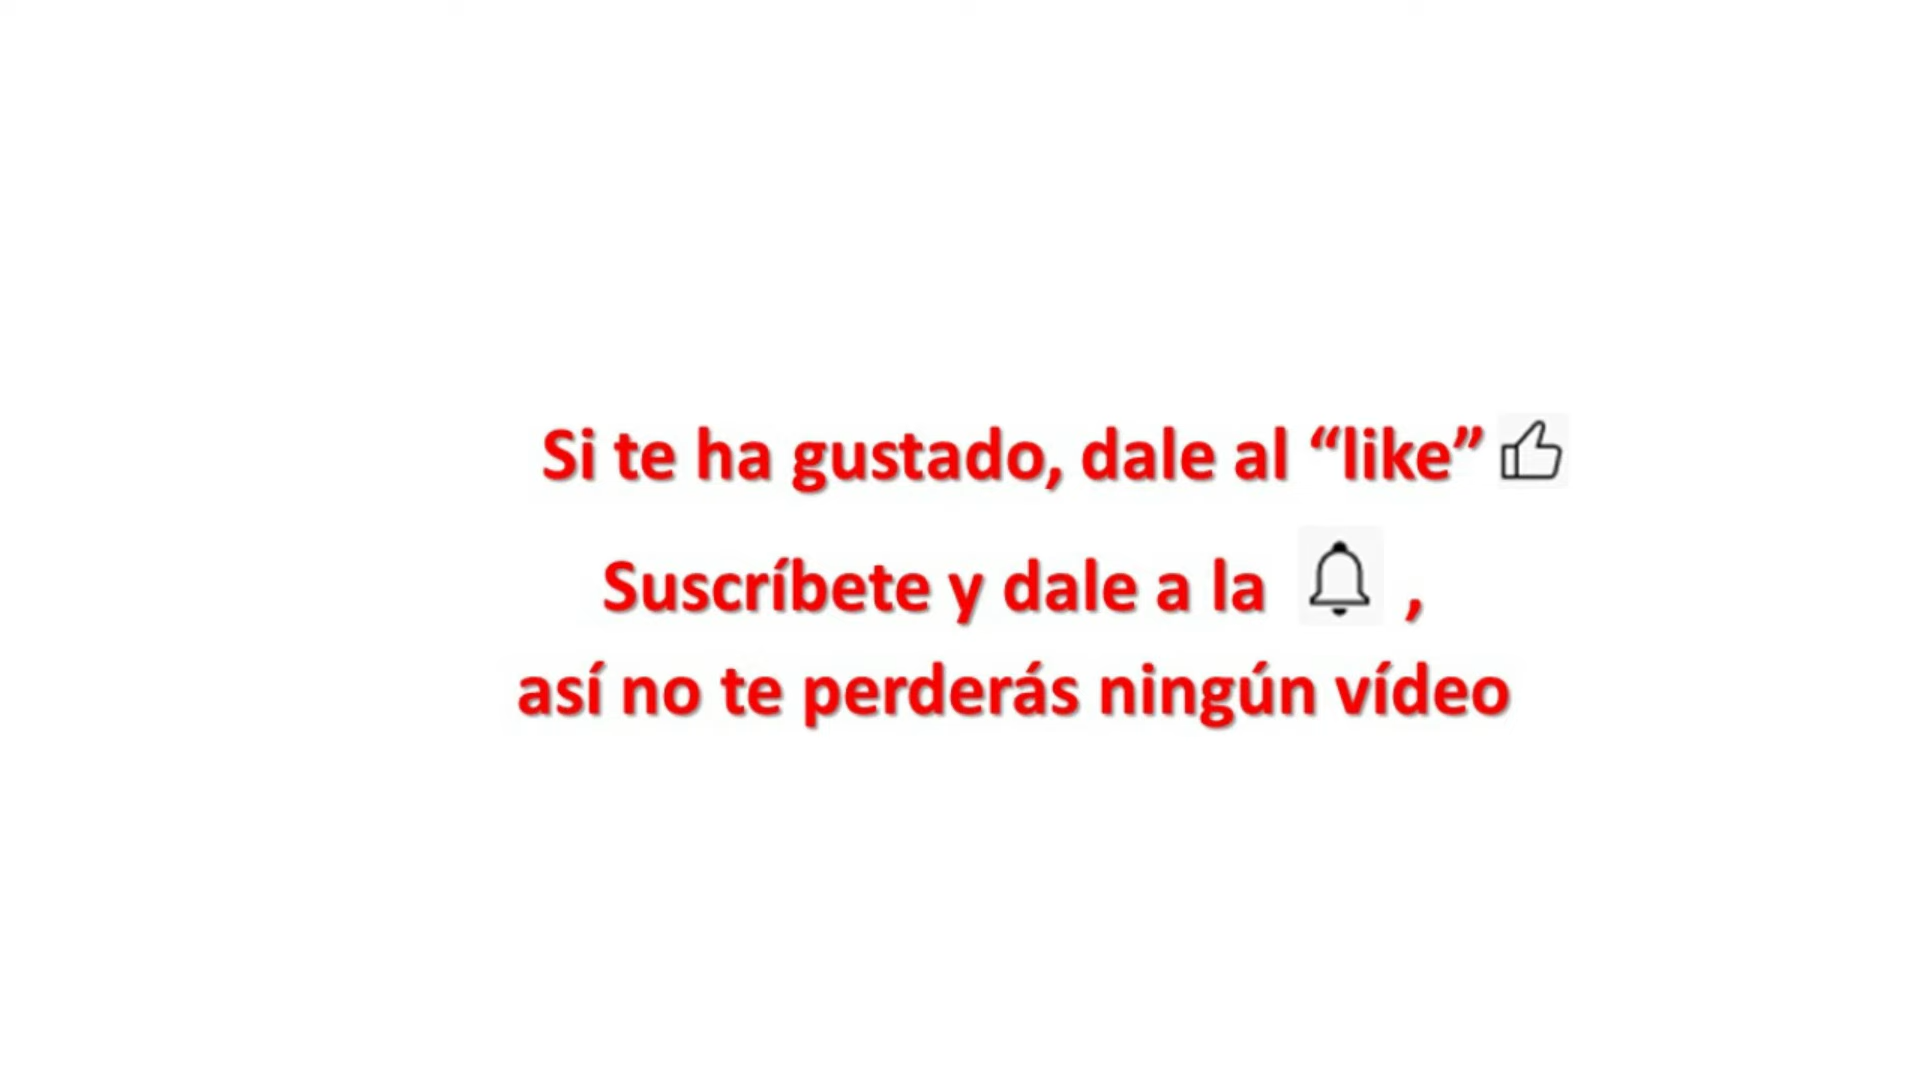 Si te ha gustado, dale al “like”
Suscríbete y dale a la ,
así no te perderás ningún vídeo